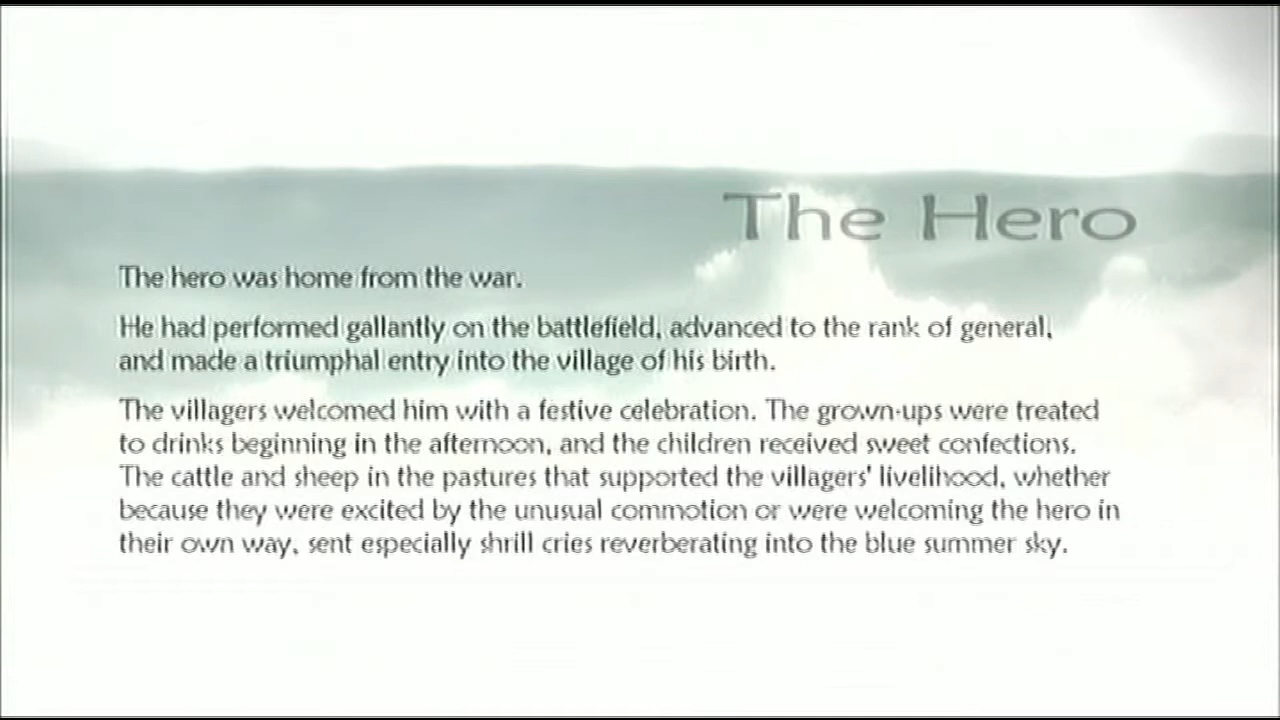 The Hero
The hero was home from the war.
He had performed gallantly on the battlefield, advanced to the rank of general,
and made a triumphal entry into the village of his birth.
The villagers welcomed him with a festive celebration. The grown-ups were treated
to drinks beginning in the afternoon, and the children received sweet confections.
The cattle and sheep in the pastures that supported the villagers' livelihood, whether
because they were excited by the unusual commotion or were welcoming the hero in
their own way, sent especially shrill cries reverberating into the blue summer sky.